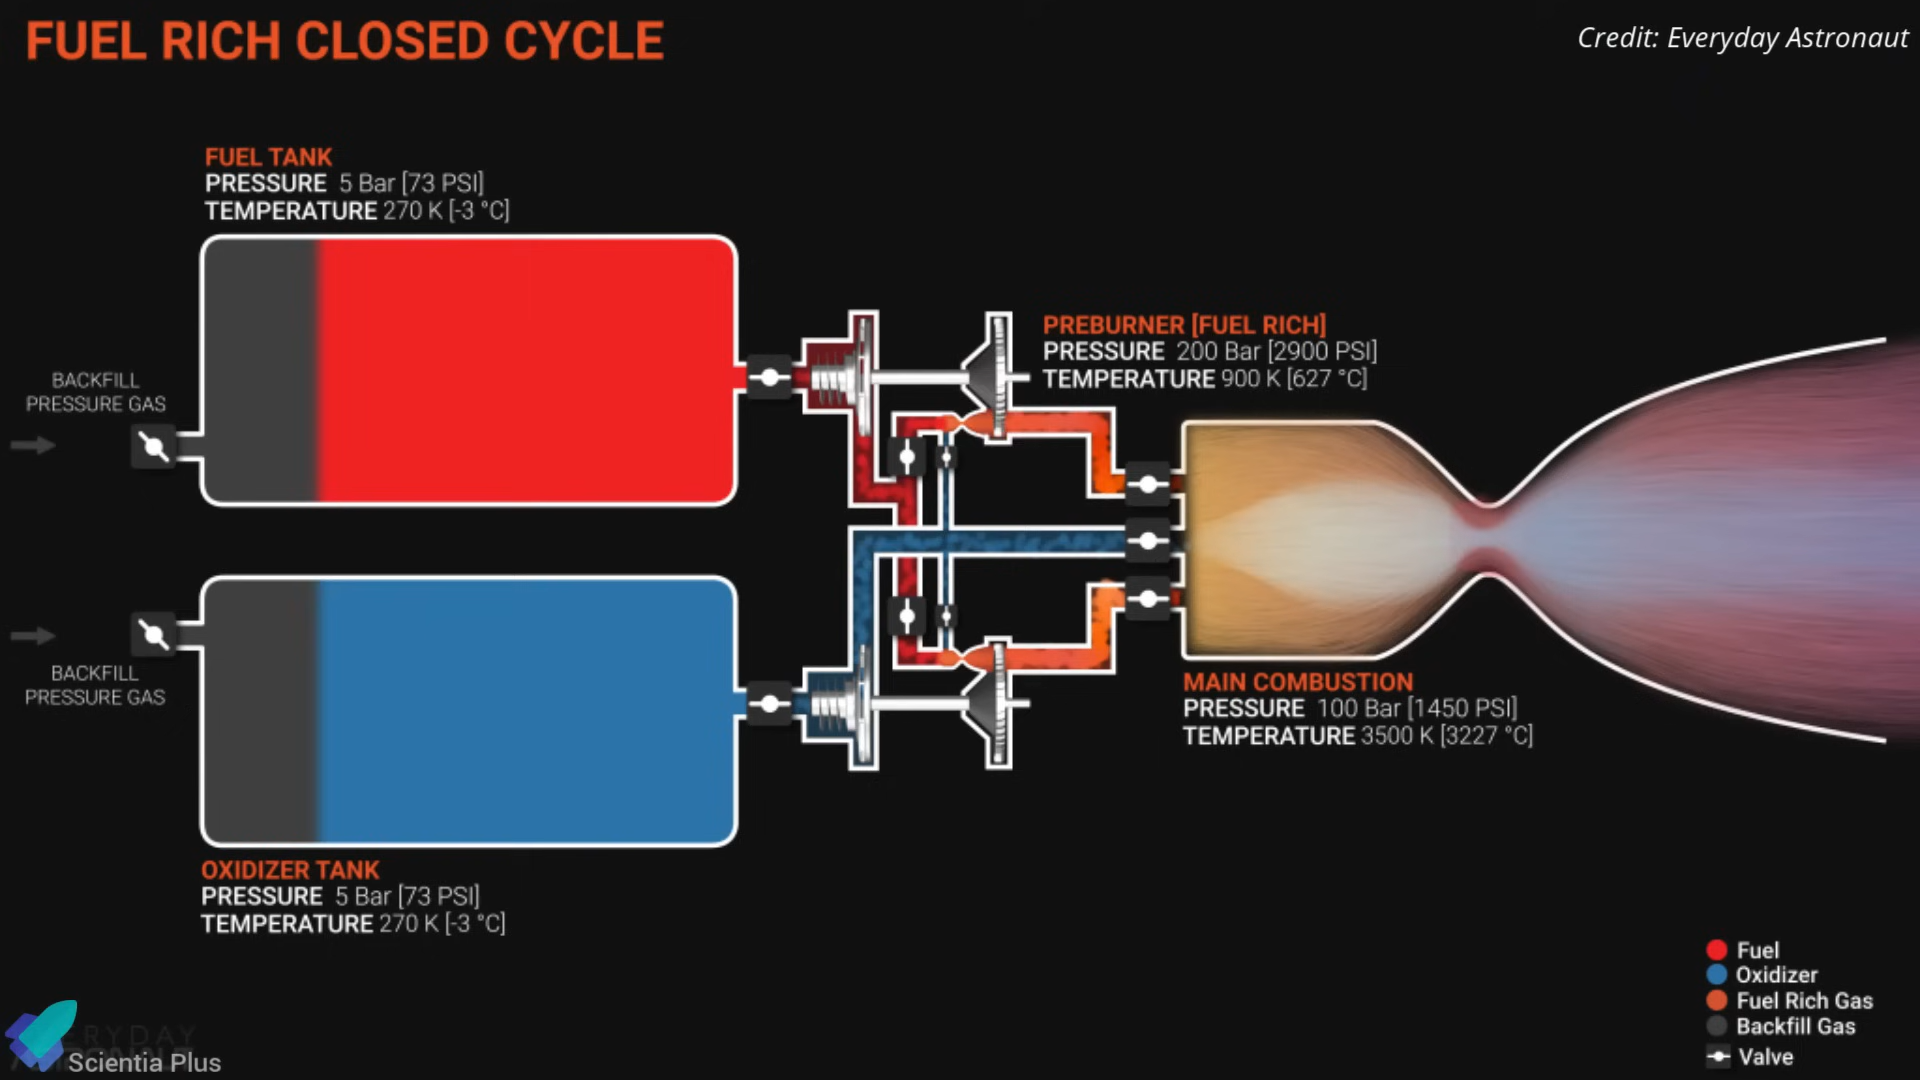 FUEL RICH CLOSED CYCLE
Credit: Everyday Astronaut
FUEL TANK
PRESSURE 5 Bar [73 PSI]
TEMPERATURE 270 K [-3 °C]
BACKFILL
PRESSURE GAS
PREBURNER [FUEL RICH]
PRESSURE 200 Bar [2900 PSI]
TEMPERATURE 900 K [627 °C]
BACKFILL
PRESSURE GAS
MAIN COMBUSTION
PRESSURE 100 Bar [1450 PSI]
TEMPERATURE 3500 K [3227 °C]
OXIDIZER TANK
PRESSURE 5 Bar [73 PSI]
TEMPERATURE 270 K [-3 °C]
Fuel
Oxidizer
Fuel Rich Gas
Backfill Gas
Valve
Scientia Plus